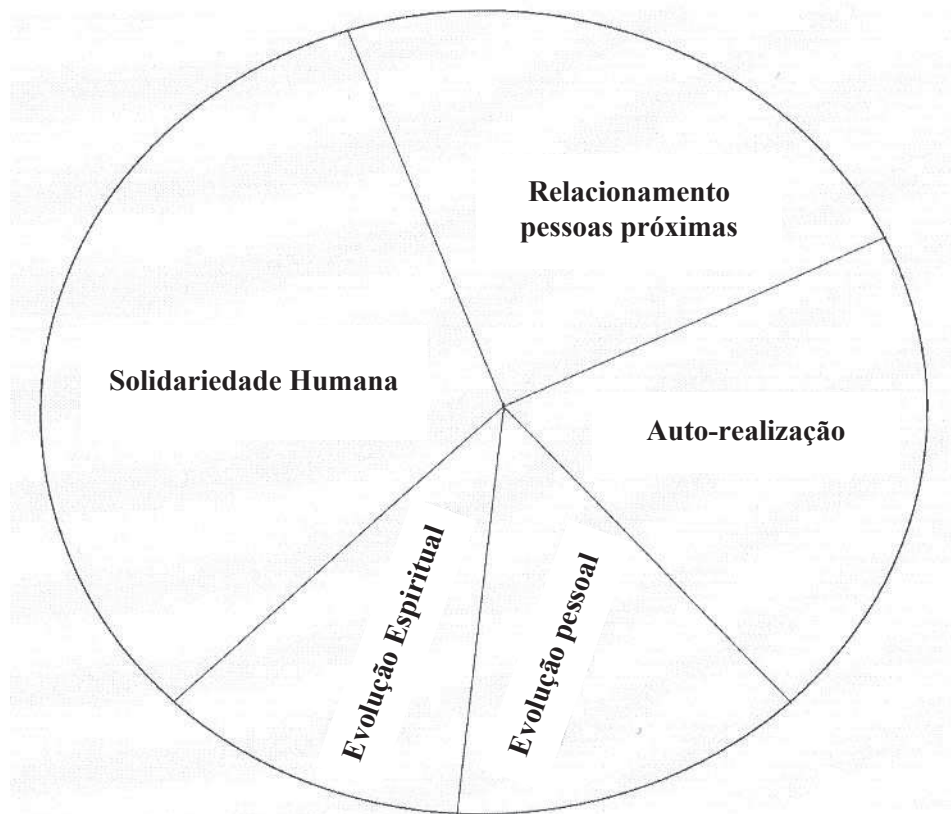 Relacionamento
pessoas próximas
Solidariedade Humana
Auto-realização
Evolução Espiritual
Evolução pessoal